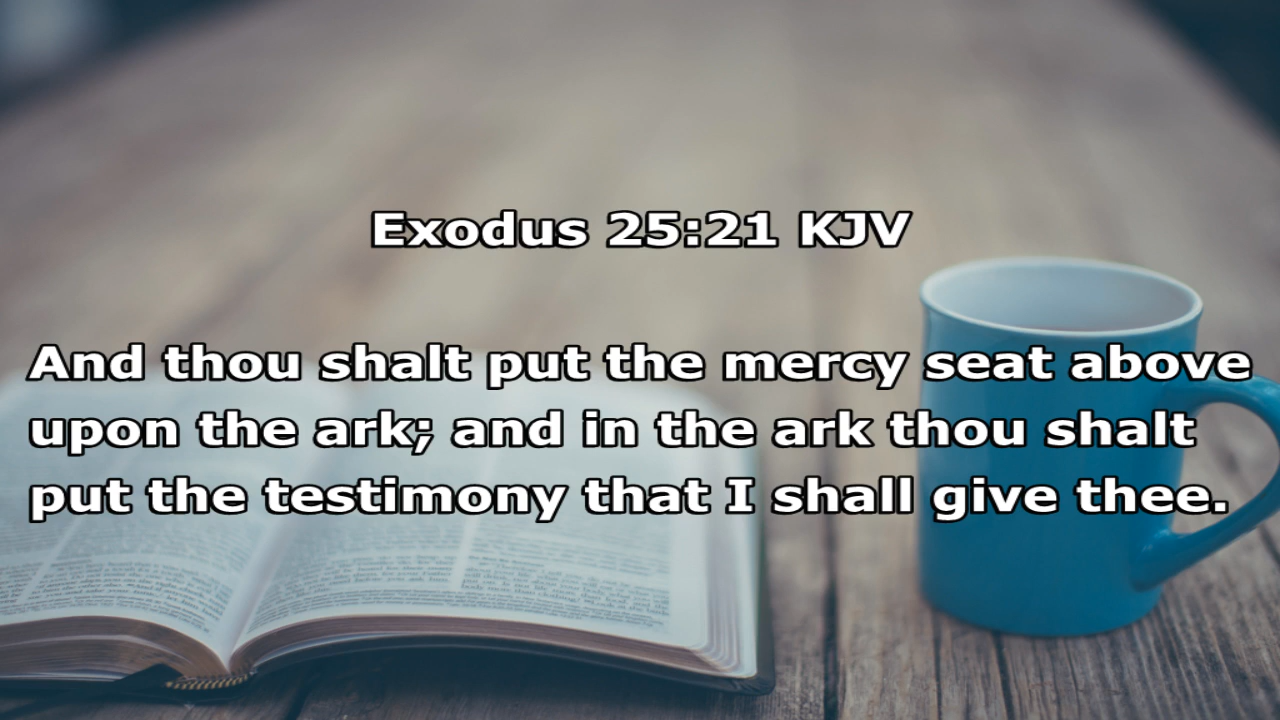 Exodus 25:21 KJV
And thou shalt put the mercy seat above
upon the ark; and in the ark thou shalt
put the testimony that I shall give thee.